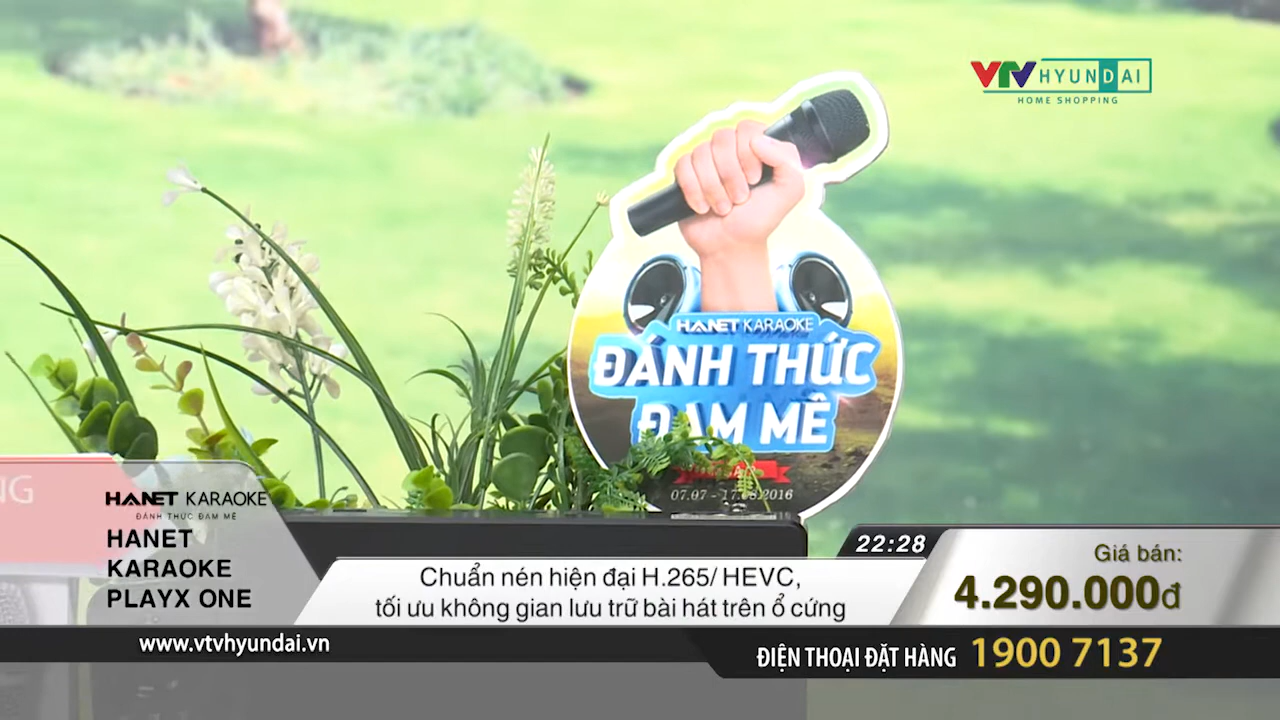 VTV HYUNDAI
HOME SHOPPING
HANET KARAOKE
ĐÁNH THỨC
ĐAM MÊ
07.07 - 17.08.2016
NG
HANET KARAOKE
ĐÁNH THỨC ĐAM MÊ
HANET
KARAOKE
PLAYX ONE
Chuẩn nén hiện đại H.265/ HEVC,
tối ưu không gian lưu trữ bài hát trên ổ cứng
22:28
Giá bán:
4.290.000đ
www.vtvhyundai.vn
ĐIỆN THOẠI ĐẶT HÀNG 1900 7137